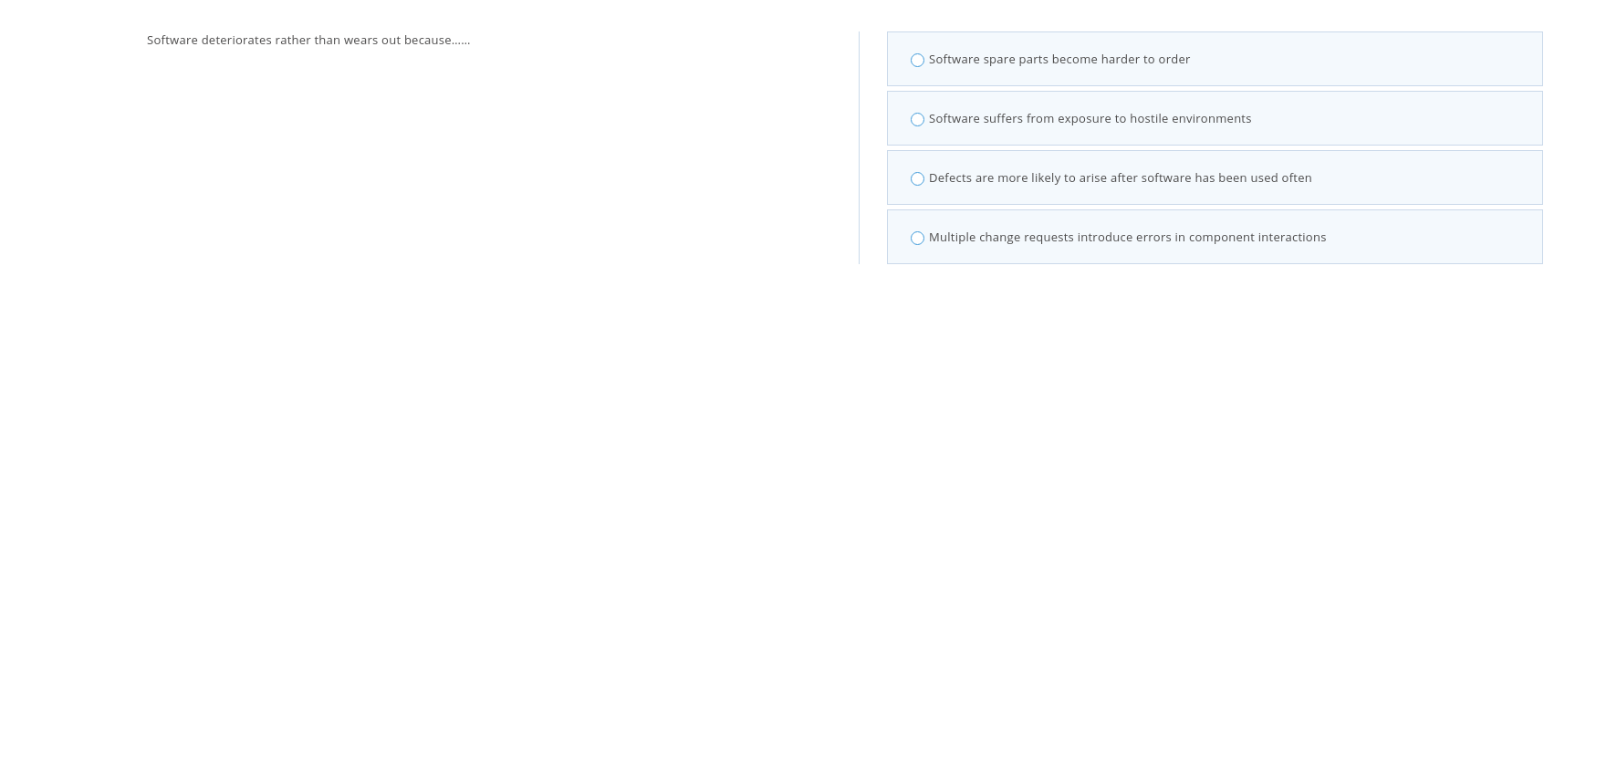 Software deteriorates rather than wears out because......
Software spare parts become harder to order
Software suffers from exposure to hostile environments
Defects are more likely to arise after software has been used often
Multiple change requests introduce errors in component interactions